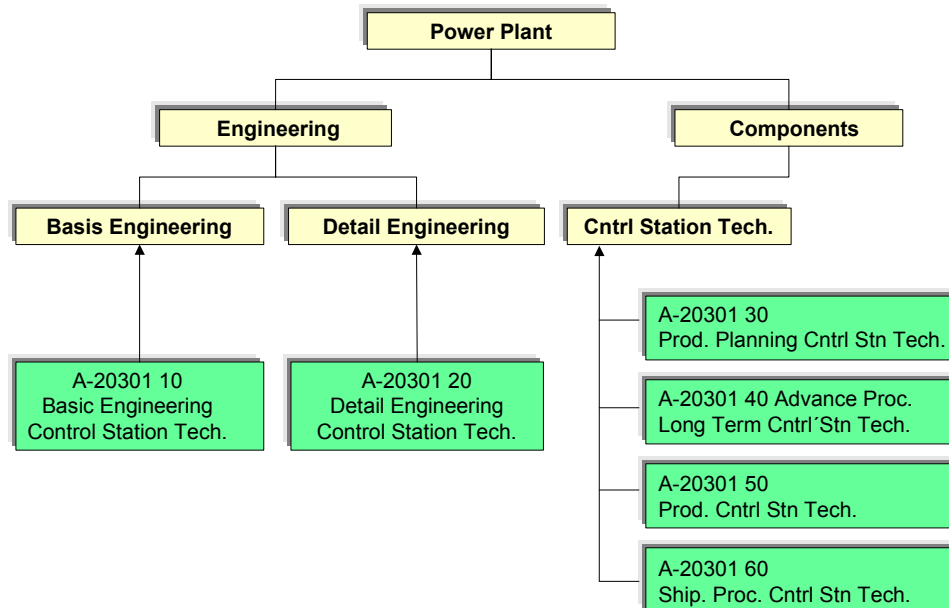 Power Plant
Engineering
Components
Basis Engineering
Detail Engineering
Cntrl Station Tech.
A-20301 10
Basic Engineering
Control Station Tech.
A-20301 20
Detail Engineering
Control Station Tech.
A-20301 30
Prod. Planning Cntrl Stn Tech.
A-20301 40 Advance Proc.
Long Term Cntrl´Stn Tech.
A-20301 50
Prod. Cntrl Stn Tech.
A-20301 60
Ship. Proc. Cntrl Stn Tech.